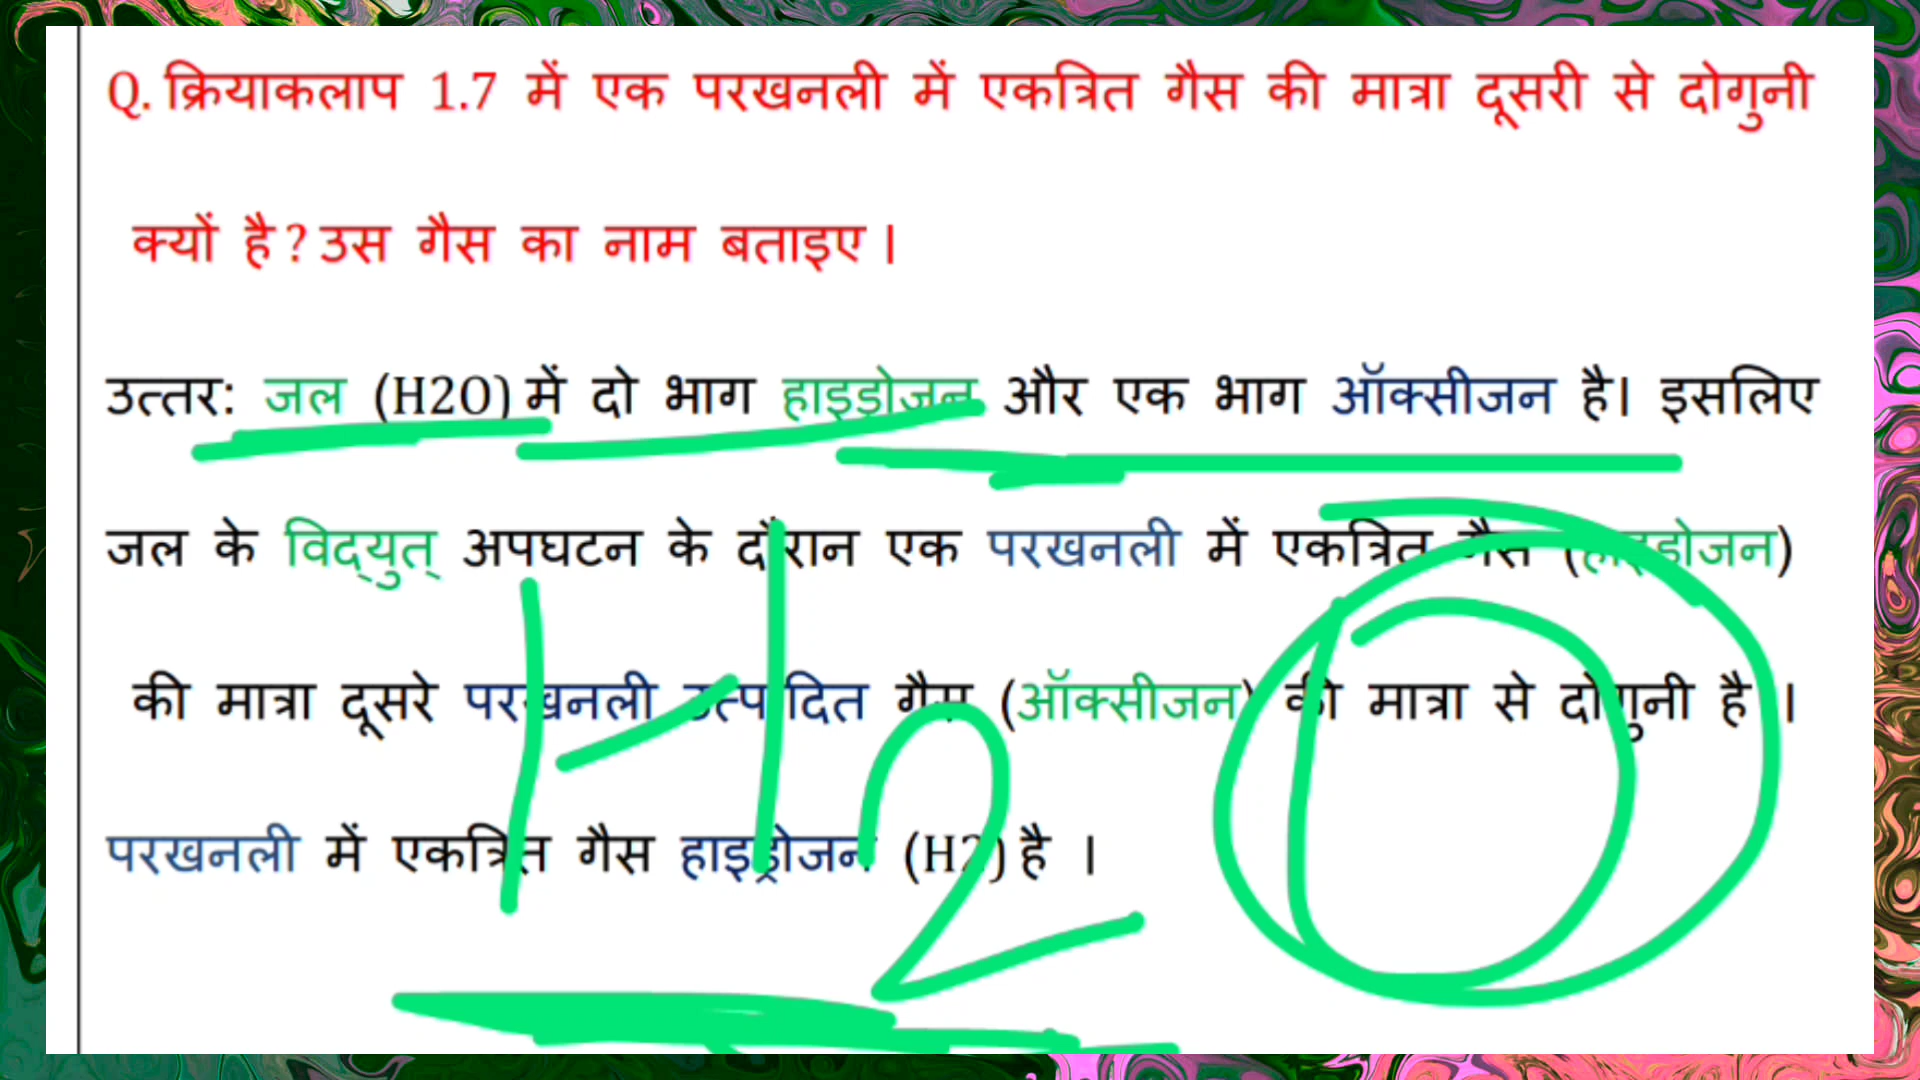 Q. क्रियाकलाप 1.7 में एक परखनली में एकत्रित गैस की मात्रा दूसरी से दोगुनी
क्यों है ? उस गैस का नाम बताइए ।
उत्तर: जल (H2O) में दो भाग हाइड्रोजन और एक भाग ऑक्सीजन है। इसलिए
जल के विद्युत् अपघटन के दौरान एक परखनली में एकत्रित गैस (हाइड्रोजन)
की मात्रा दूसरे परखनली उत्पादित गैस (ऑक्सीजन) की मात्रा से दोगुनी है ।
परखनली में एकत्रित गैस हाइड्रोजन (H2) है ।
H2O